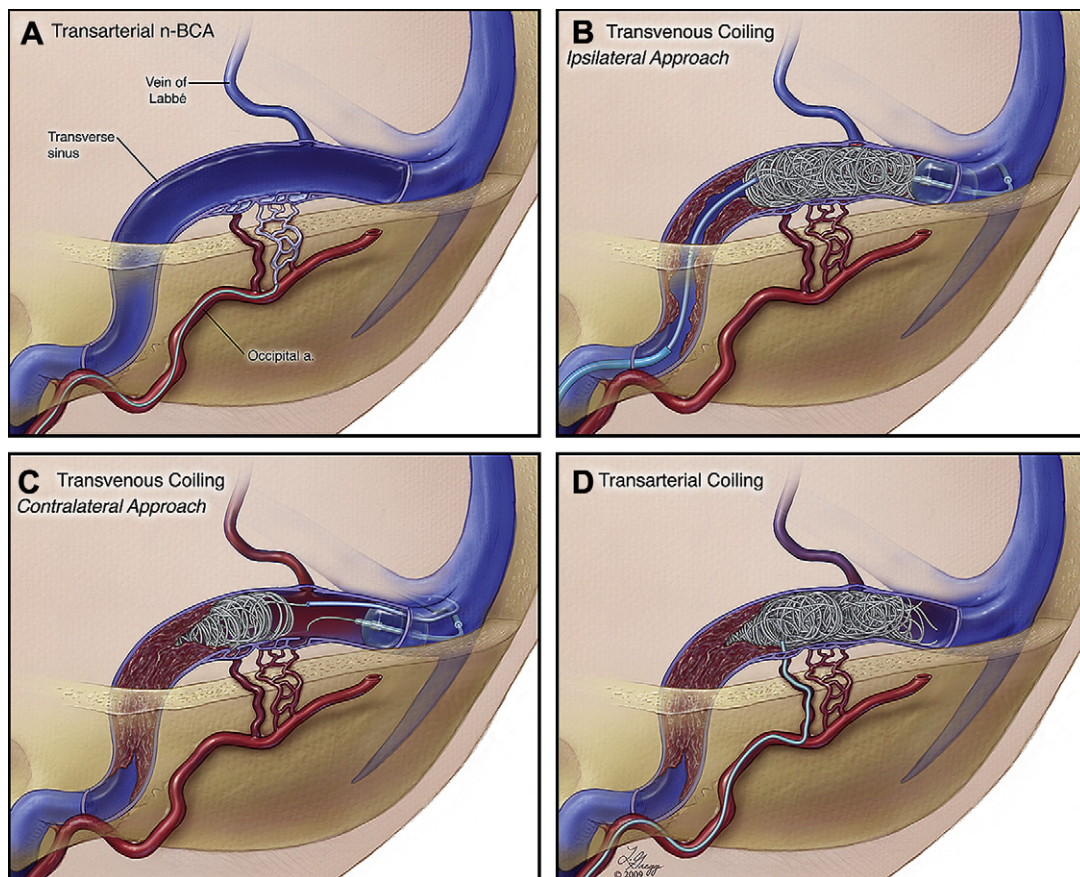 A Transarterial n-BCA
Vein of
Labbé
Transverse
sinus
Occipital a.
B Transvenous Coiling
Ipsilateral Approach
C Transvenous Coiling
Contralateral Approach
D Transarterial Coiling
© 2009